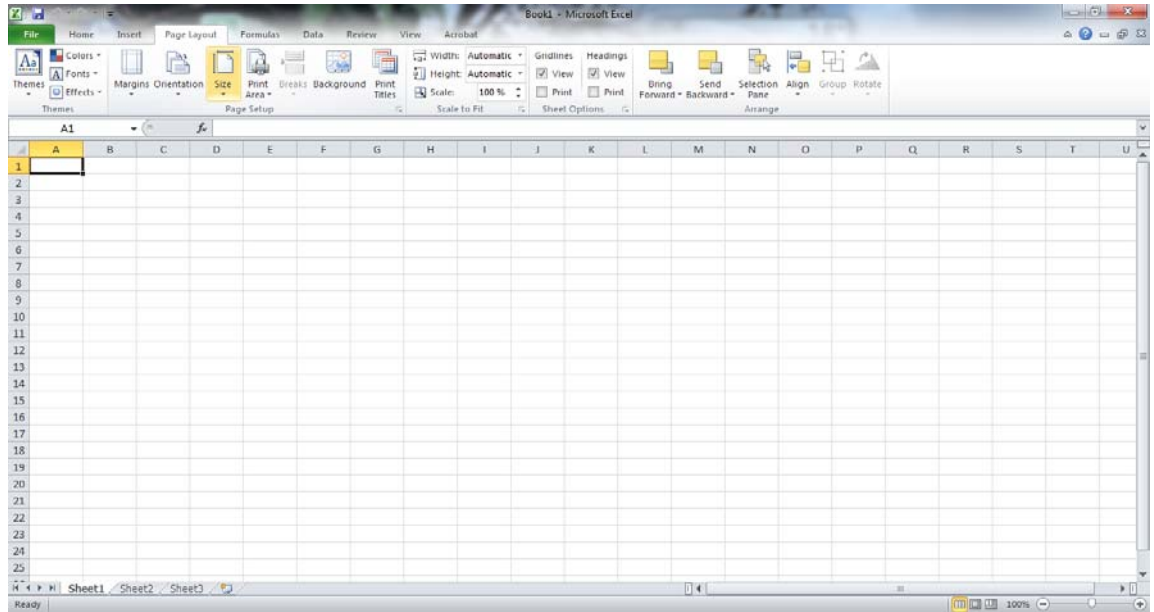 Book1 - Microsoft Excel
File Home Insert Page Layout Formulas Data Review View Acrobat
Colors Width: Automatic Gridlines Headings
Aa A Fonts Height: Automatic View View
Themes Effects Margins Orientation Size Print Area Breaks Background Print Titles Scale: 100 % Print Print Bring Forward Send Backward Selection Pane Align Group Rotate
Themes Page Setup Scale to Fit Sheet Options Arrange
A1 fx
A B C D E F G H I J K L M N O P Q R S T U
1
2
3
4
5
6
7
8
9
10
11
12
13
14
15
16
17
18
19
20
21
22
23
24
25
Sheet1 Sheet2 Sheet3
Ready 100%